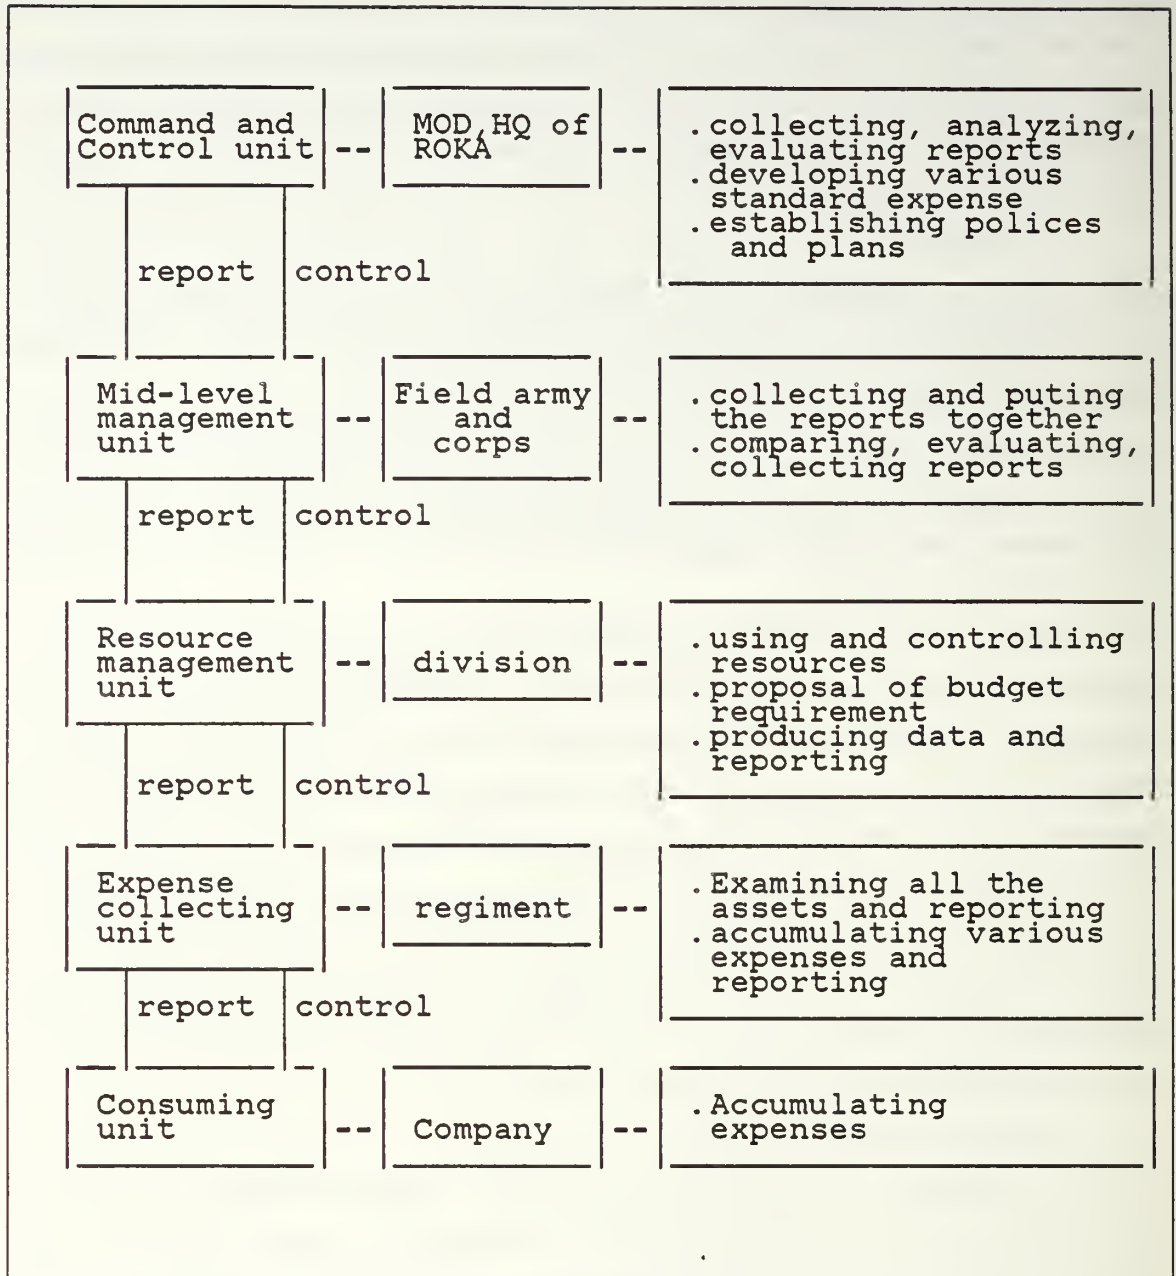 Command and
Control unit
--
MOD,HQ of
ROKA
--
.collecting, analyzing,
evaluating reports
.developing various
standard expense
.establishing polices
and plans
report control
Mid-level
management
unit
--
Field army
and
corps
--
.collecting and puting
the reports together
.comparing, evaluating,
collecting reports
report control
Resource
management
unit
--
division
--
.using and controlling
resources
.proposal of budget
requirement
.producing data and
reporting
report control
Expense
collecting
unit
--
regiment
--
.Examining all the
assets and reporting
.accumulating various
expenses and
reporting
report control
Consuming
unit
--
Company
--
.Accumulating
expenses